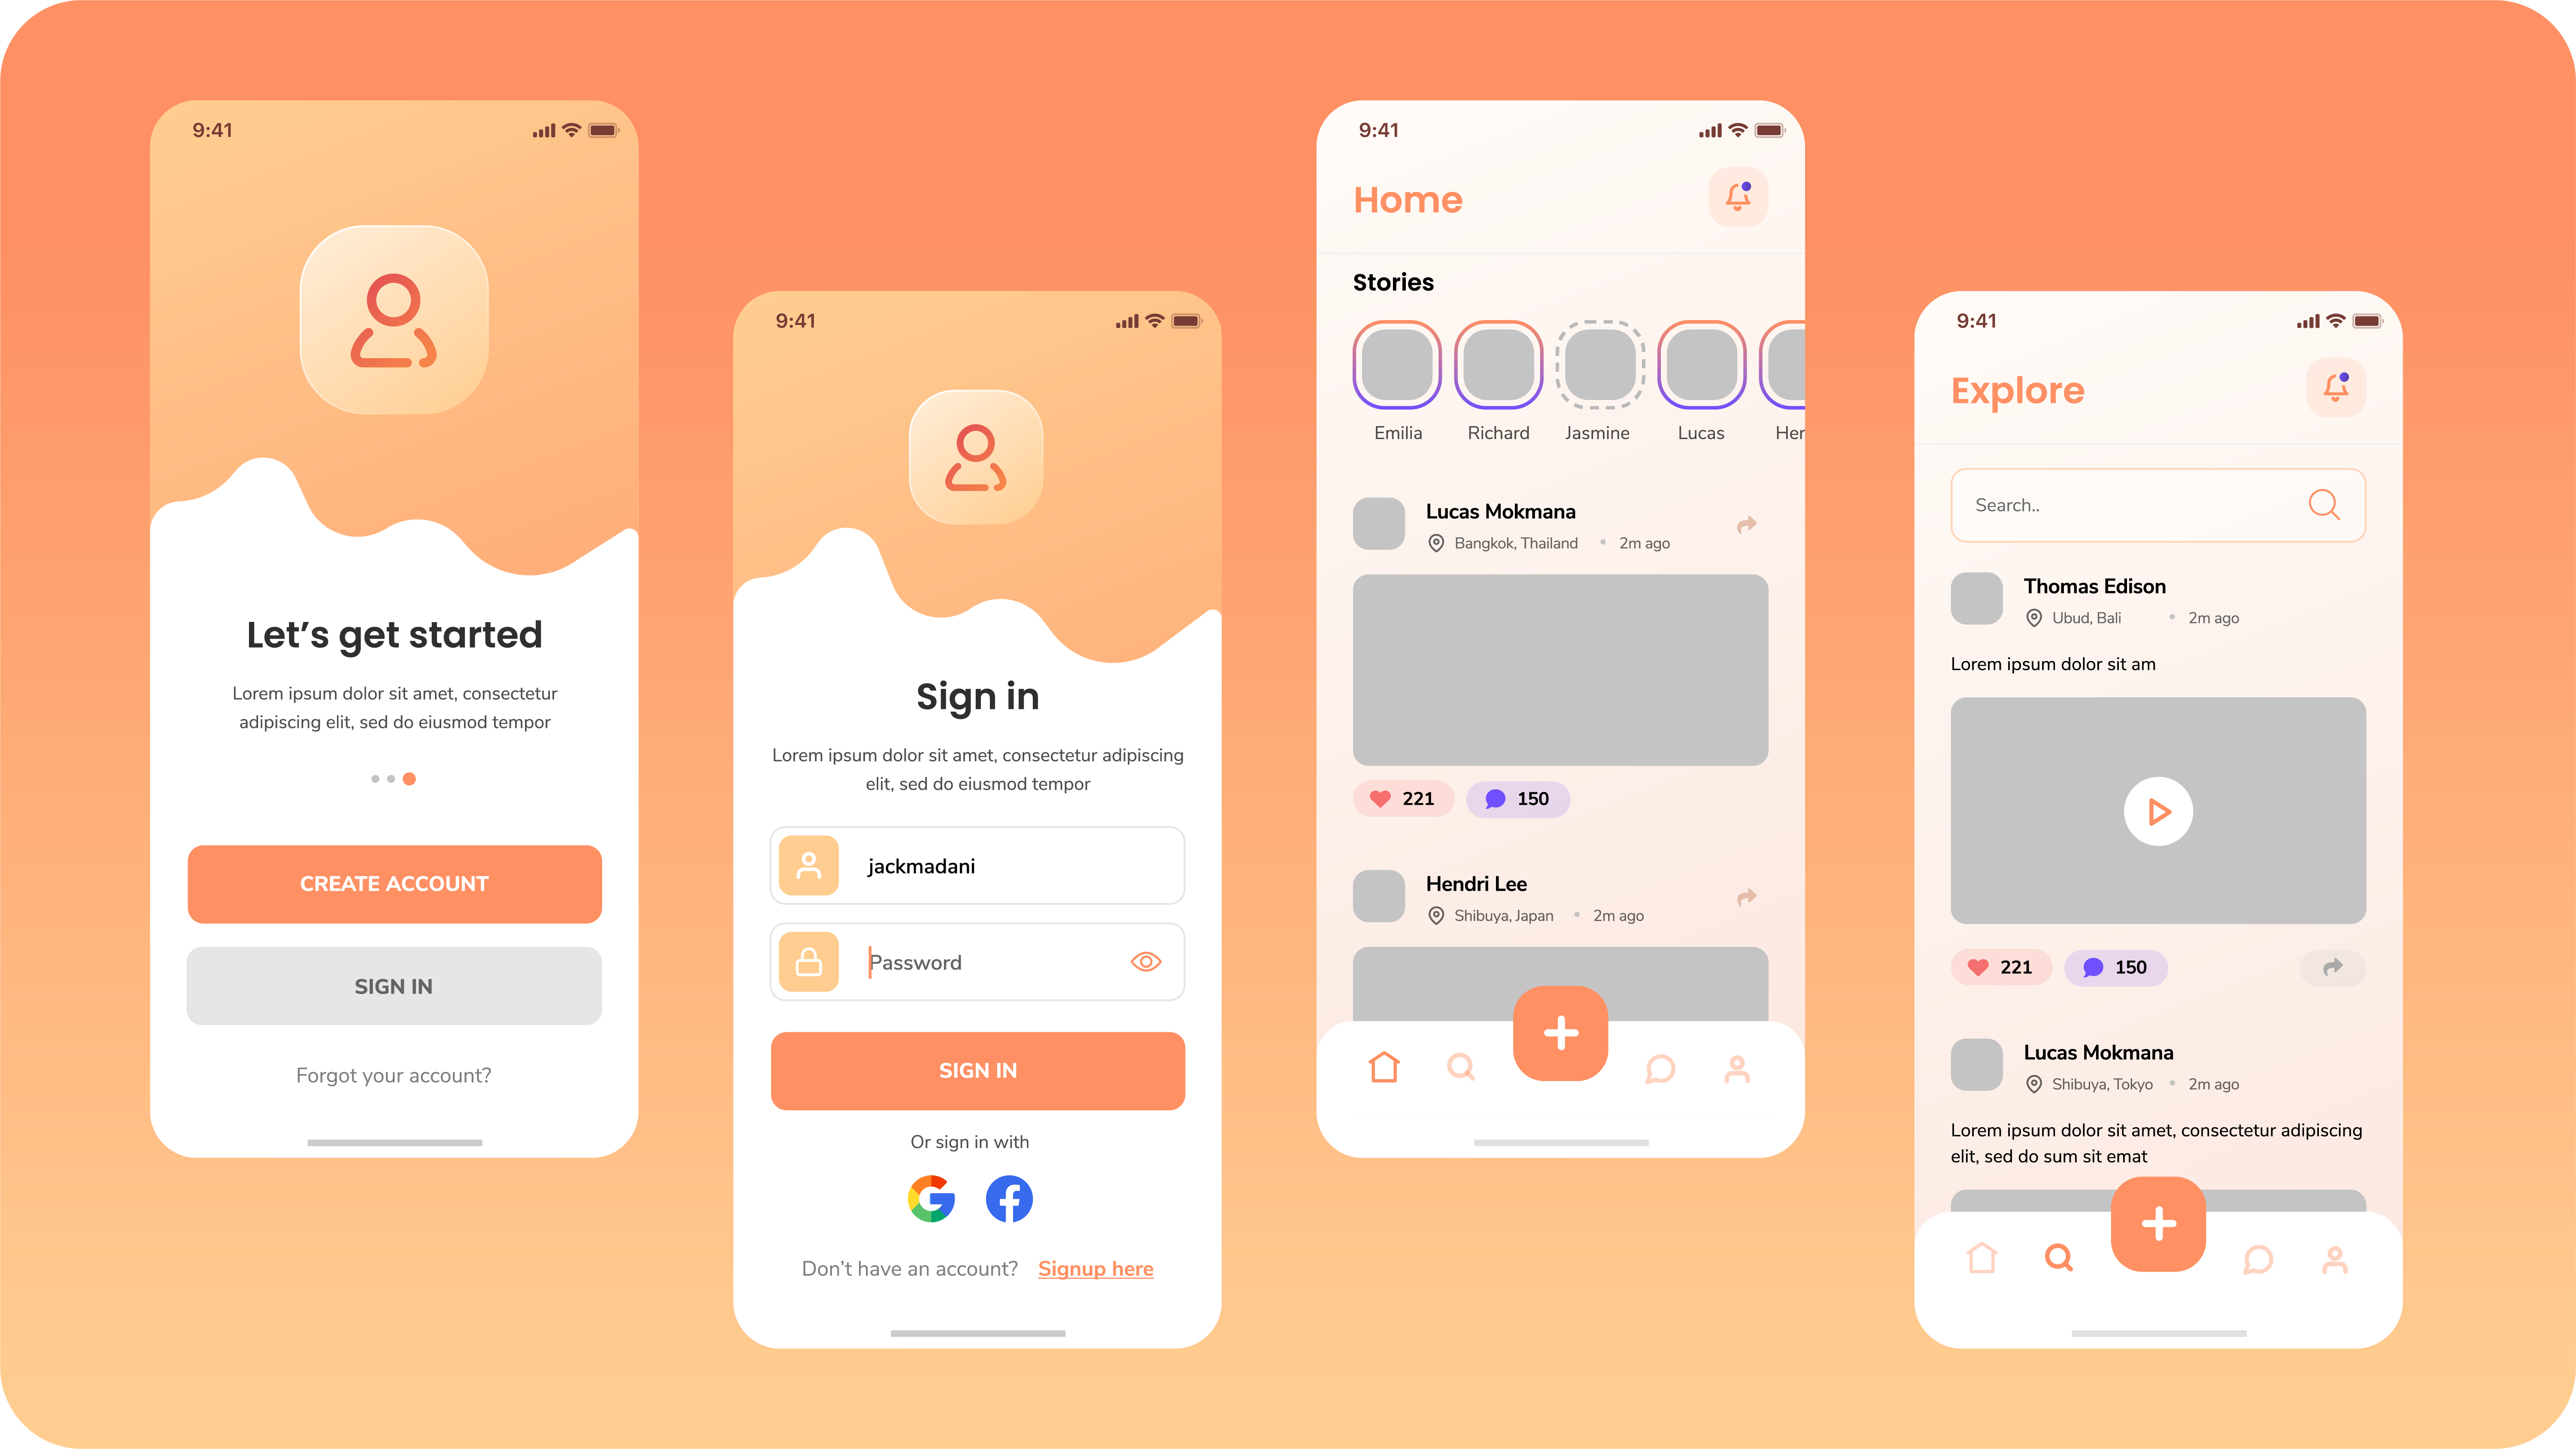 9:41
Let's get started
Lorem ipsum dolor sit amet, consectetur
adipiscing elit, sed do eiusmod tempor
CREATE ACCOUNT
SIGN IN
Forgot your account?
9:41
Sign in
Lorem ipsum dolor sit amet, consectetur adipiscing
elit, sed do eiusmod tempor
jackmadani
Password
SIGN IN
Or sign in with
Don't have an account? Signup here
9:41
Home
Stories
Emilia Richard Jasmine Lucas Her
Lucas Mokmana
Bangkok, Thailand • 2m ago
221 150
Hendri Lee
Shibuya, Japan • 2m ago
9:41
Explore
Search..
Thomas Edison
Ubud, Bali • 2m ago
Lorem ipsum dolor sit am
221 150
Lucas Mokmana
Shibuya, Tokyo • 2m ago
Lorem ipsum dolor sit amet, consectetur adipiscing
elit, sed do sum sit emat